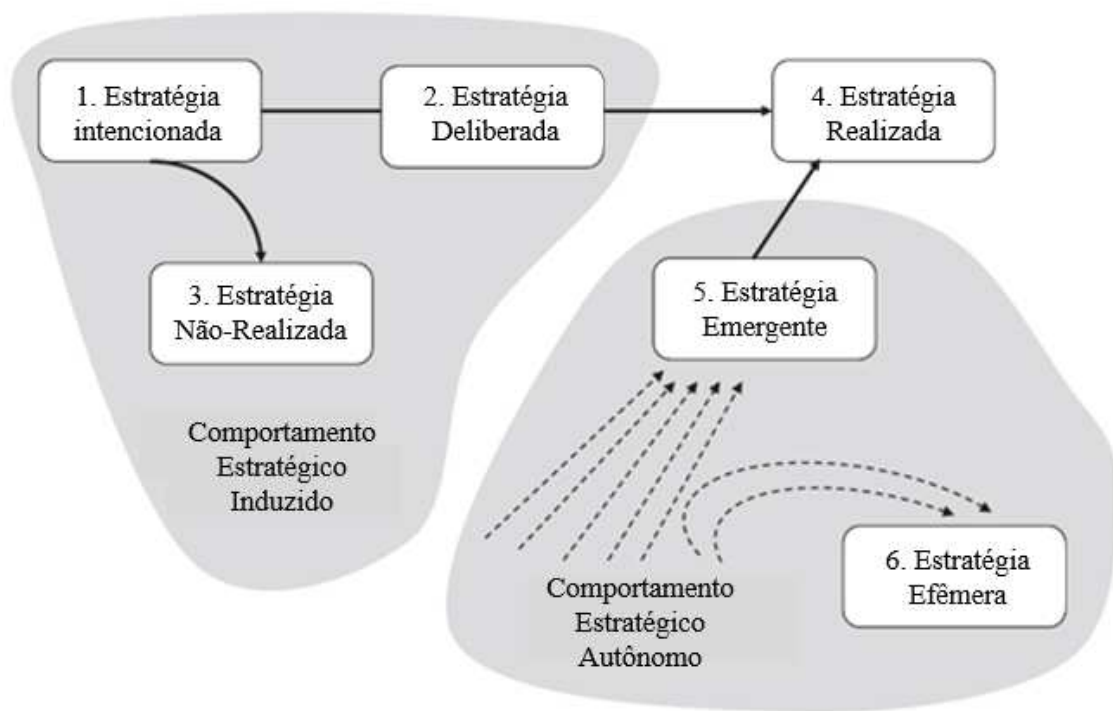 1. Estratégia
intencionada
2. Estratégia
Deliberada
4. Estratégia
Realizada
3. Estratégia
Não-Realizada
5. Estratégia
Emergente
Comportamento
Estratégico
Induzido
6. Estratégia
Efêmera
Comportamento
Estratégico
Autônomo